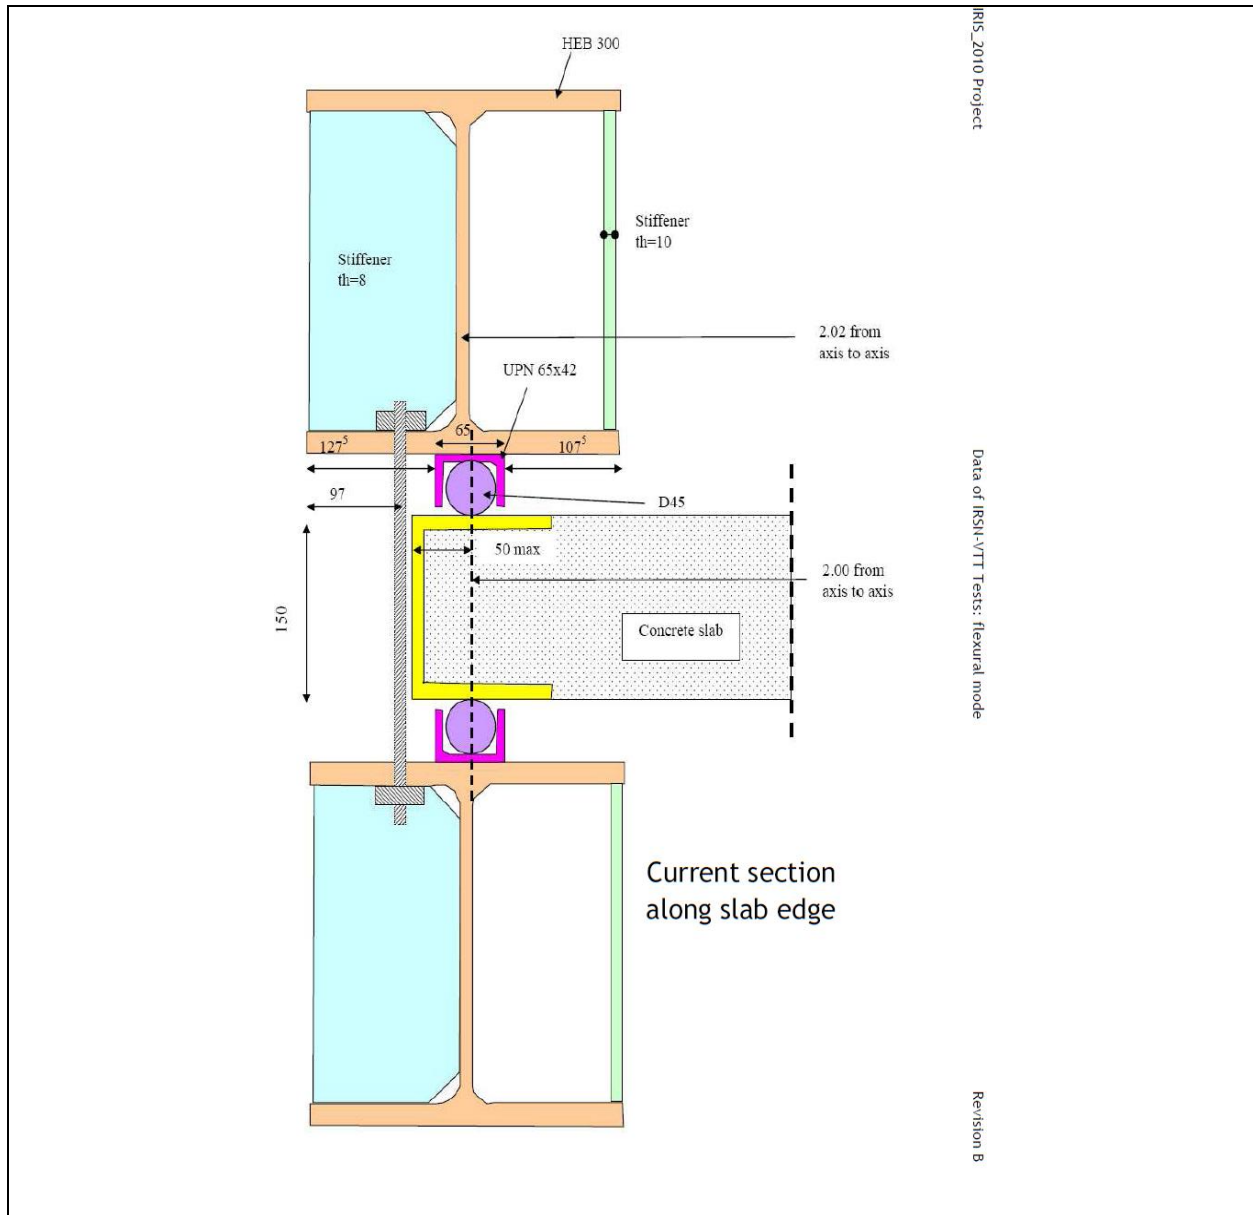 IRIS_2010 Project
HEB 300
Stiffener
th=10
Stiffener
th=8
2.02 from
axis to axis
UPN 65x42
65
127⁵
107⁵
97
D45
50 max
2.00 from
axis to axis
150
Concrete slab
Data of IRSN-VTT Tests: flexural mode
Current section
along slab edge
Revision B